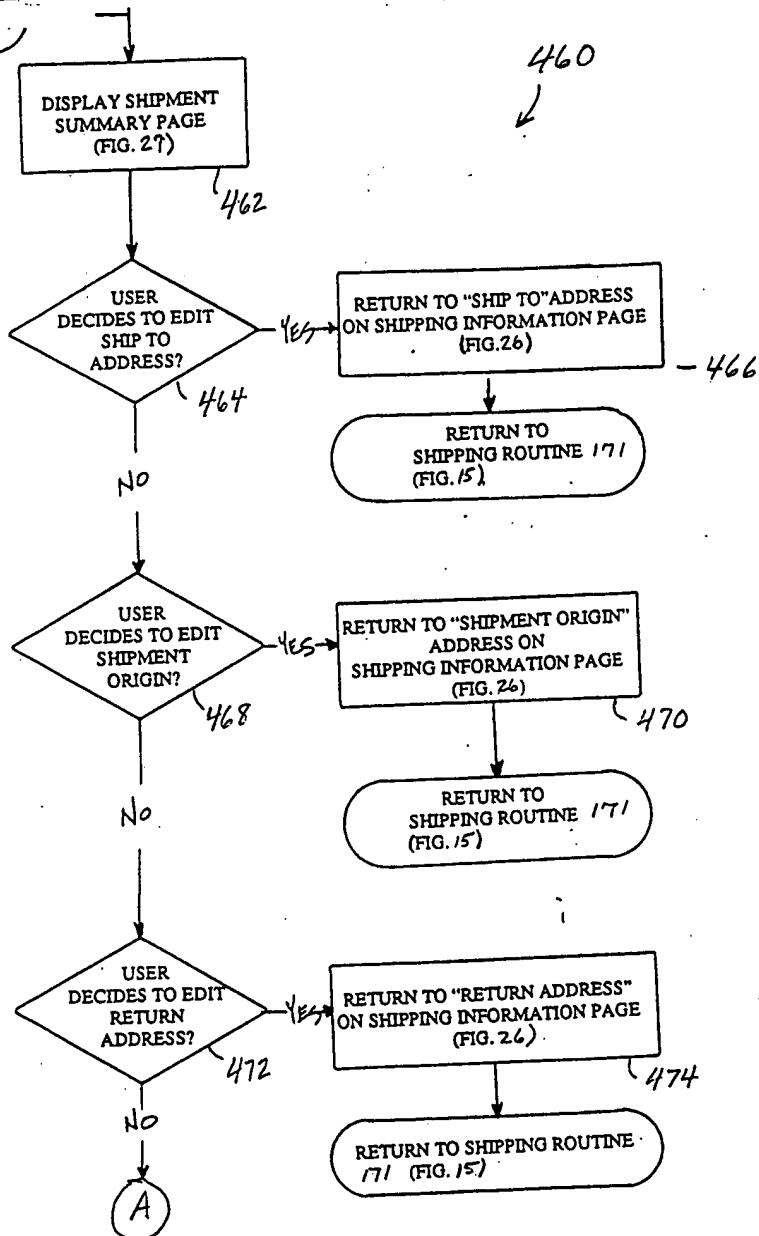 460
DISPLAY SHIPMENT
SUMMARY PAGE
(FIG. 27)
462
USER
DECIDES TO EDIT
SHIP TO
ADDRESS?
464
YES
RETURN TO "SHIP TO" ADDRESS
ON SHIPPING INFORMATION PAGE
(FIG. 26)
466
RETURN TO
SHIPPING ROUTINE 171
(FIG. 15)
NO
USER
DECIDES TO EDIT
SHIPMENT
ORIGIN?
468
YES
RETURN TO "SHIPMENT ORIGIN"
ADDRESS ON
SHIPPING INFORMATION PAGE
(FIG. 26)
470
RETURN TO
SHIPPING ROUTINE 171
(FIG. 15)
NO
USER
DECIDES TO EDIT
RETURN
ADDRESS?
472
YES
RETURN TO "RETURN ADDRESS"
ON SHIPPING INFORMATION PAGE
(FIG. 26)
474
RETURN TO SHIPPING ROUTINE
171 (FIG. 15)
NO
A